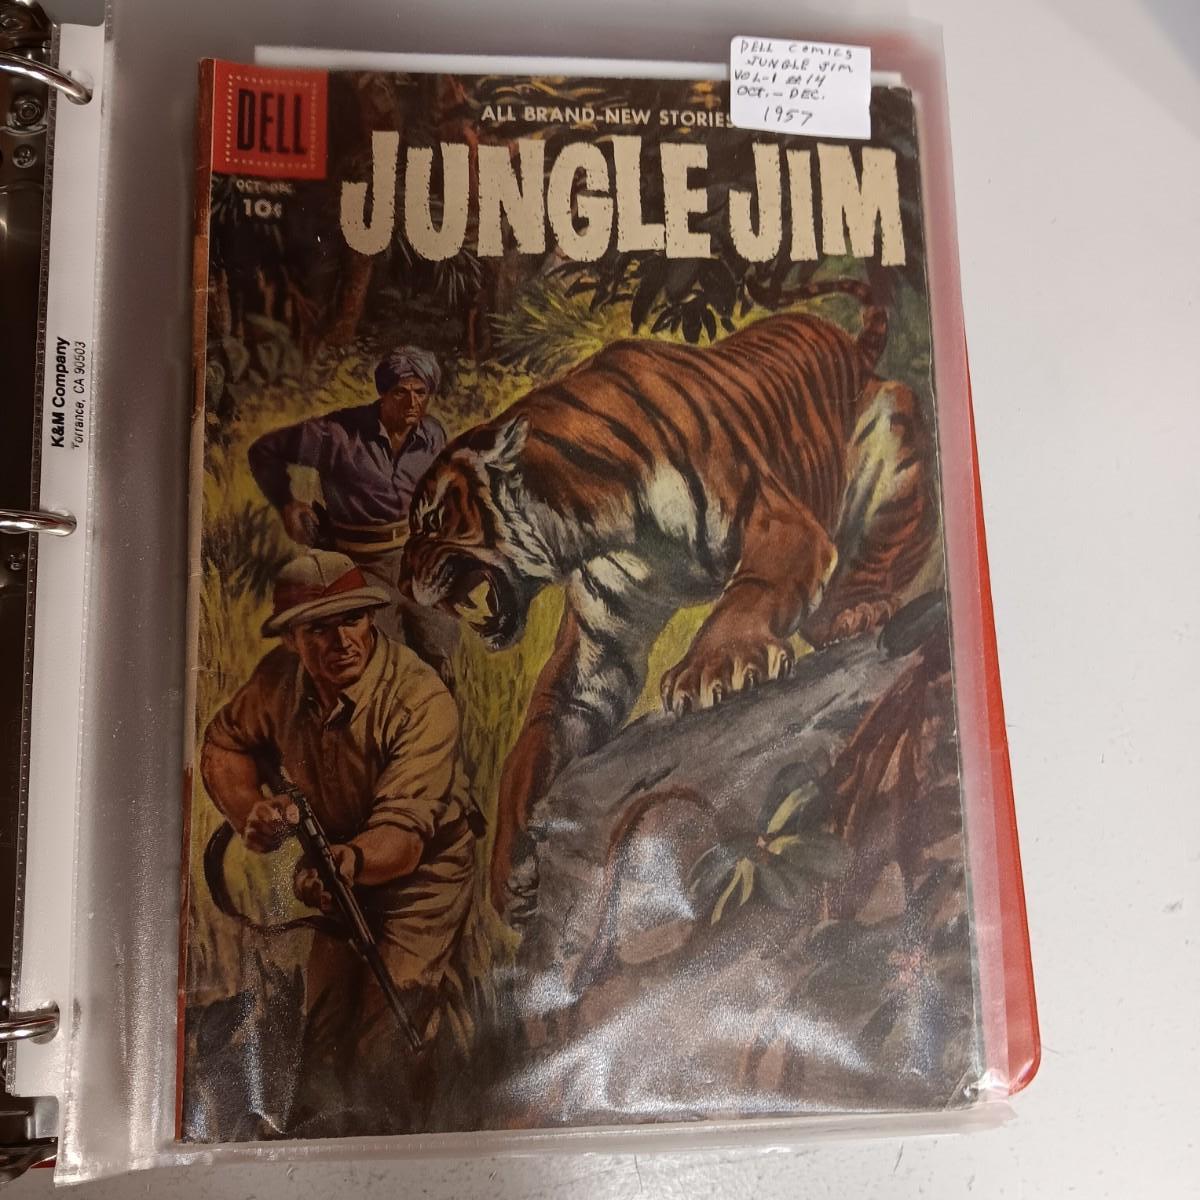 DELL COMICS
JUNGLE JIM
VOL-1 #14
OCT. - DEC.
1957
DELL
OCT-DEC
10¢
ALL BRAND-NEW STORIES
JUNGLE JIM
K&M Company
Torrance, CA 90503